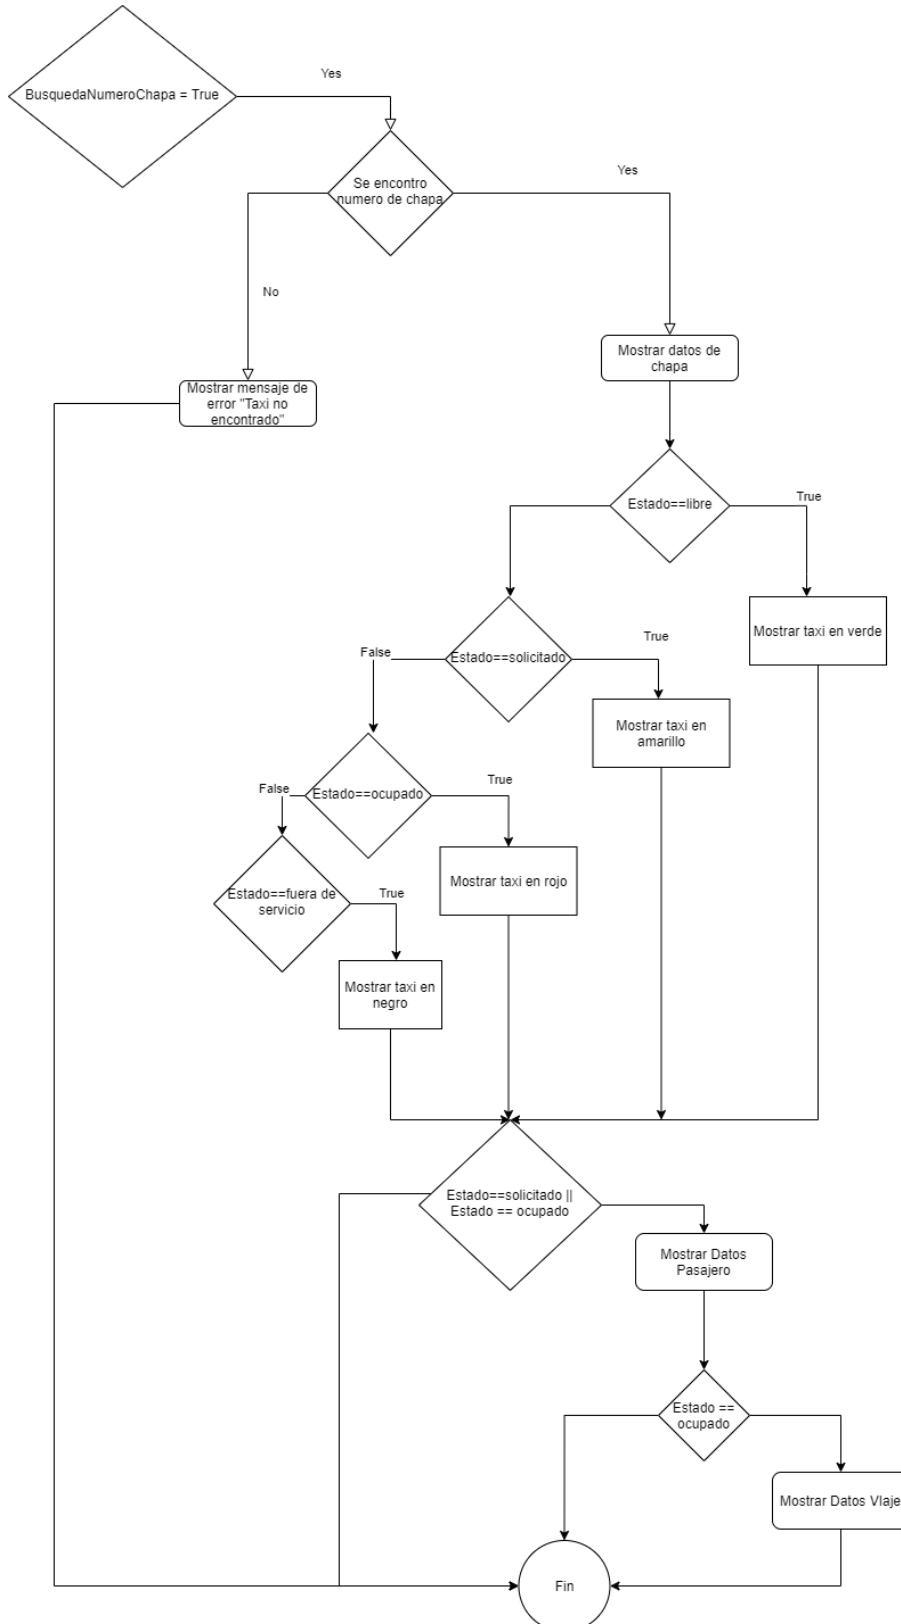 Yes
BusquedaNumeroChapa = True
Se encontro
numero de chapa
Yes
No
Mostrar datos de
chapa
Mostrar mensaje de
error "Taxi no
encontrado"
Estado==libre
True
Mostrar taxi en verde
Estado==solicitado
True
False
Mostrar taxi en
amarillo
Estado==ocupado
True
False
Mostrar taxi en rojo
Estado==fuera de
servicio
True
Mostrar taxi en
negro
Estado==solicitado ||
Estado == ocupado
Mostrar Datos
Pasajero
Estado ==
ocupado
Mostrar Datos VIaje
Fin